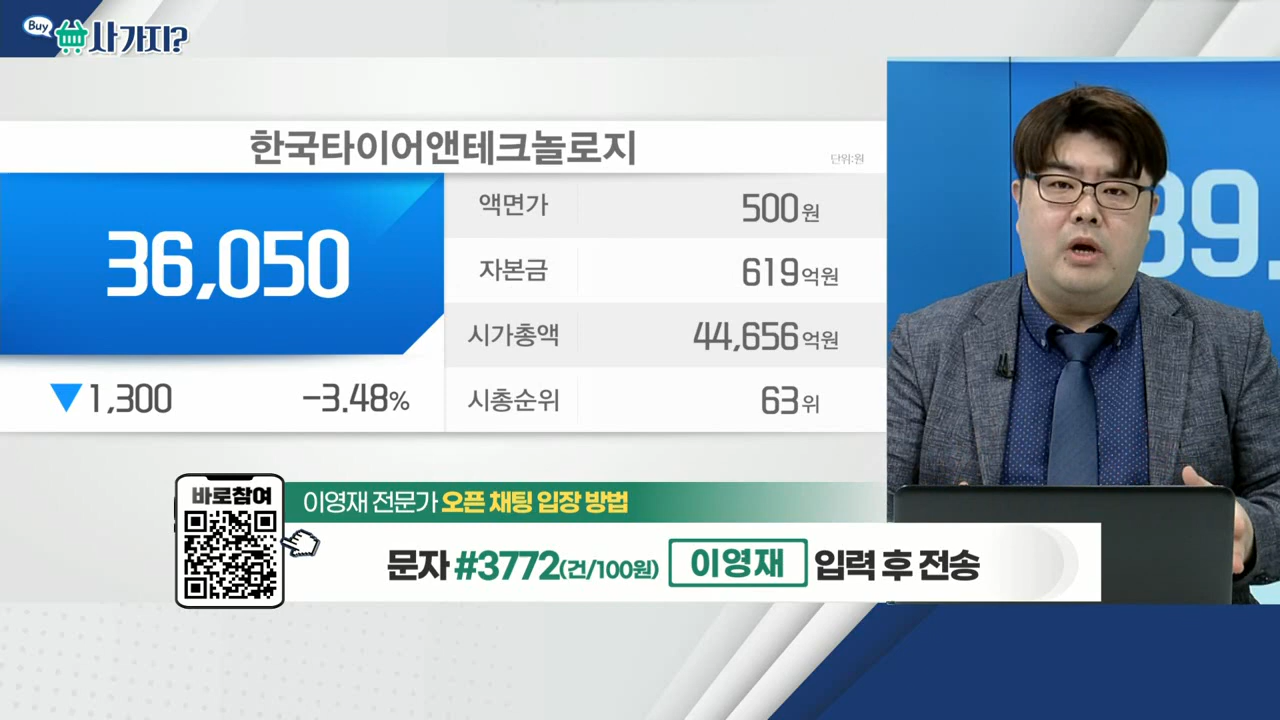 Buy
사가지?
한국타이어앤테크놀로지
단위:원
36,050
▼1,300 -3.48%
액면가 500원
자본금 619억원
시가총액 44,656억원
시총순위 63위
39.
바로참여
이영재 전문가 오픈 채팅 입장 방법
문자 #3772(건/100원) 이영재 입력 후 전송